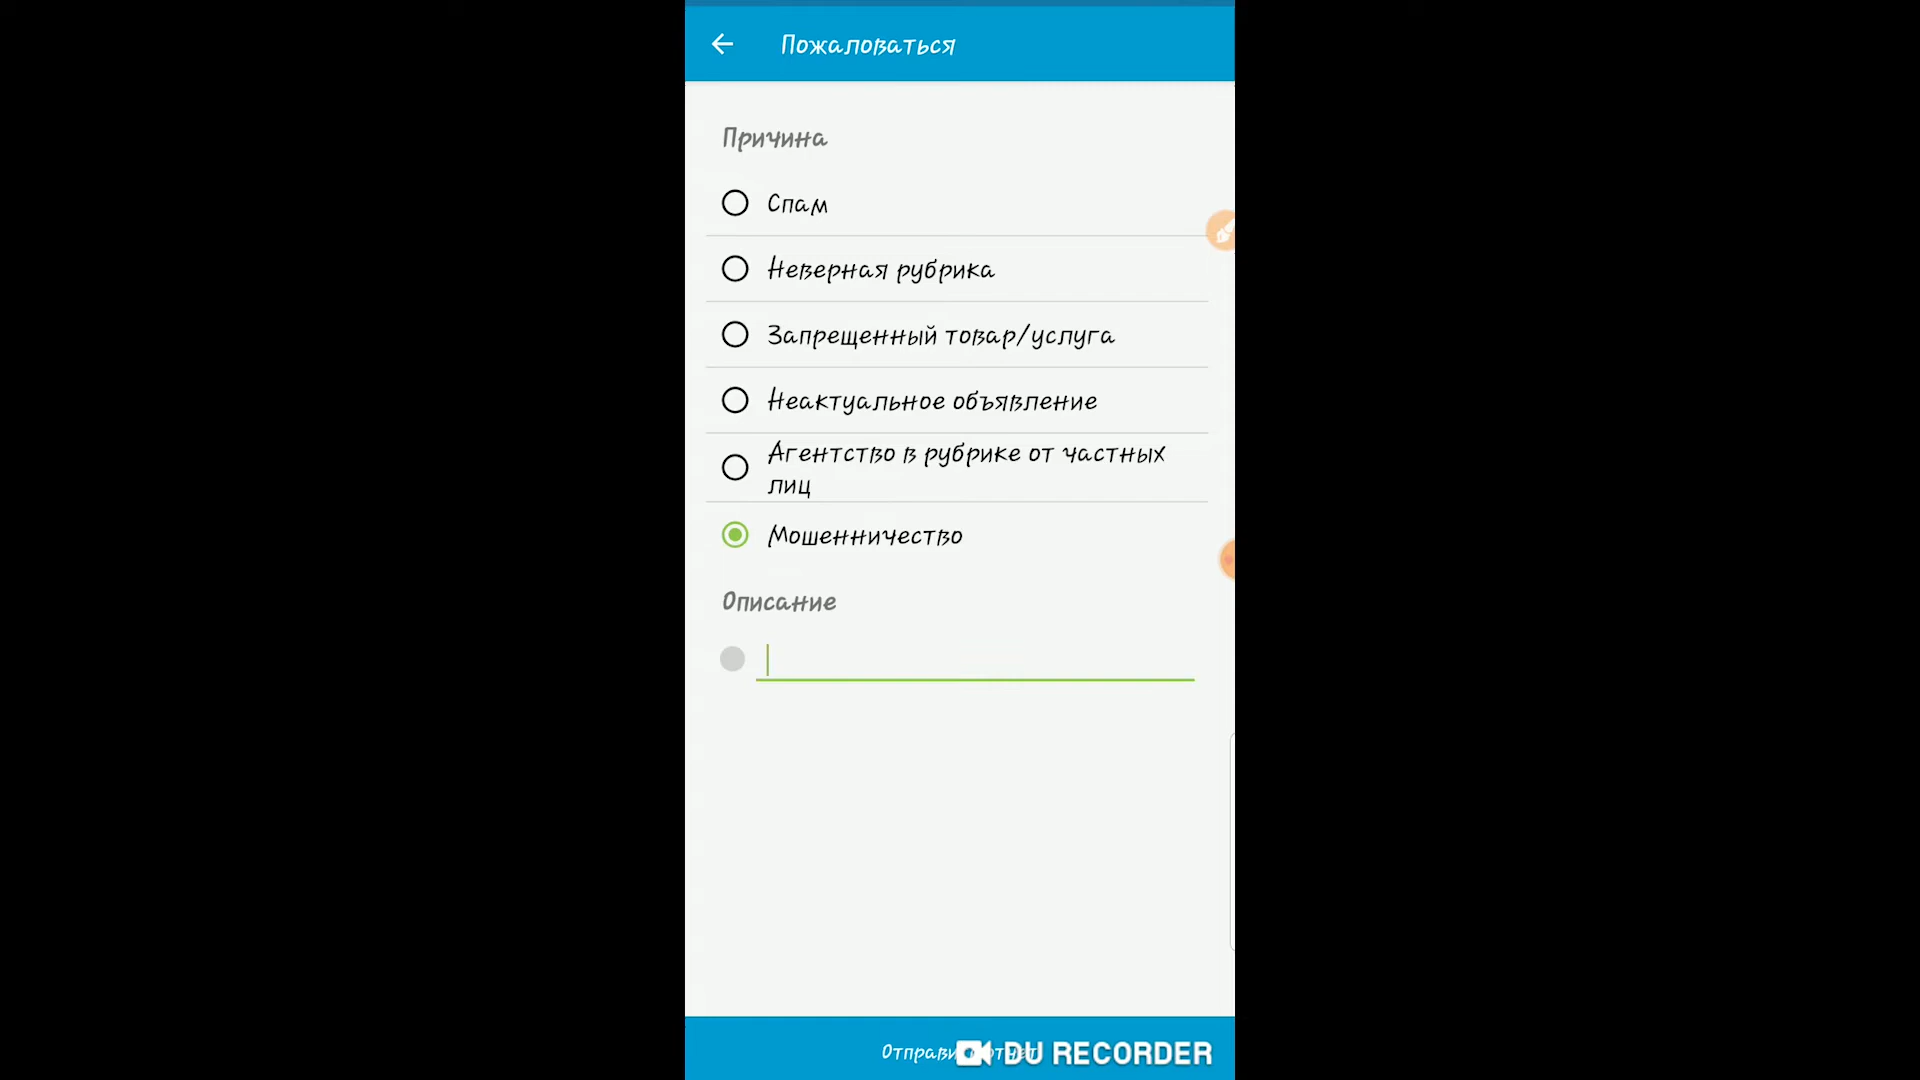 Пожаловаться
Причина
Спам
Неверная рубрика
Запрещенный товар/услуга
Неактуальное объявление
Агентство в рубрике от частных
лиц
Мошенничество
Описание
DU RECORDER